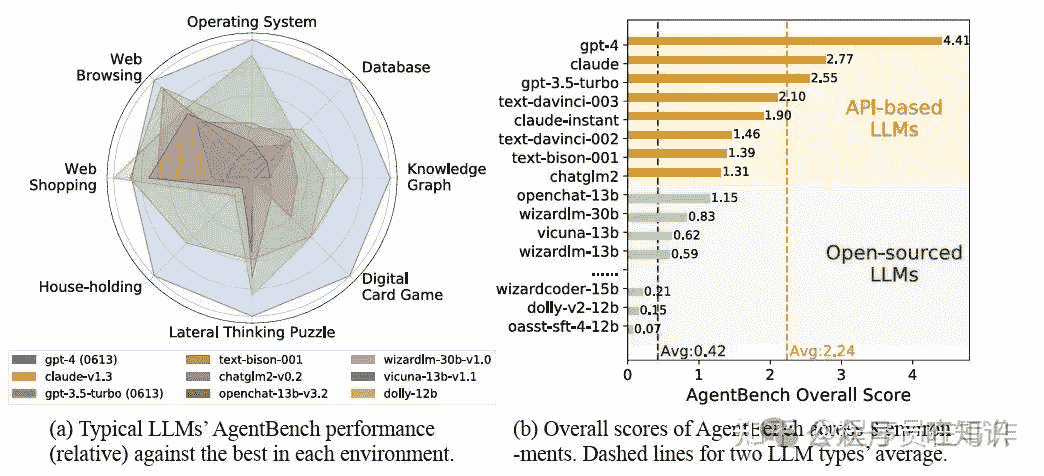 Operating System
Database
Knowledge
Graph
Digital
Card Game
Lateral Thinking Puzzle
House-holding
Web
Shopping
Web
Browsing
gpt-4 (0613)
claude-v1.3
gpt-3.5-turbo (0613)
text-bison-001
chatglm2-v0.2
openchat-13b-v3.2
wizardlm-30b-v1.0
vicuna-13b-v1.1
dolly-12b
(a) Typical LLMs' AgentBench performance
(relative) against the best in each environment.
gpt-4 4.41
claude 2.77
gpt-3.5-turbo 2.55
text-davinci-003 2.10
claude-instant 1.90
text-davinci-002 1.46
text-bison-001 1.39
chatglm2 1.31
openchat-13b 1.15
wizardlm-30b 0.83
vicuna-13b 0.62
wizardlm-13b 0.59
......
wizardcoder-15b 0.21
dolly-v2-12b 0.15
oasst-sft-4-12b 0.07
API-based
LLMs
Open-sourced
LLMs
Avg:0.42
Avg:2.24
0 1 2 3 4
AgentBench Overall Score
(b) Overall scores of AgentBench across 8 environ
-ments. Dashed lines for two LLM types' average.